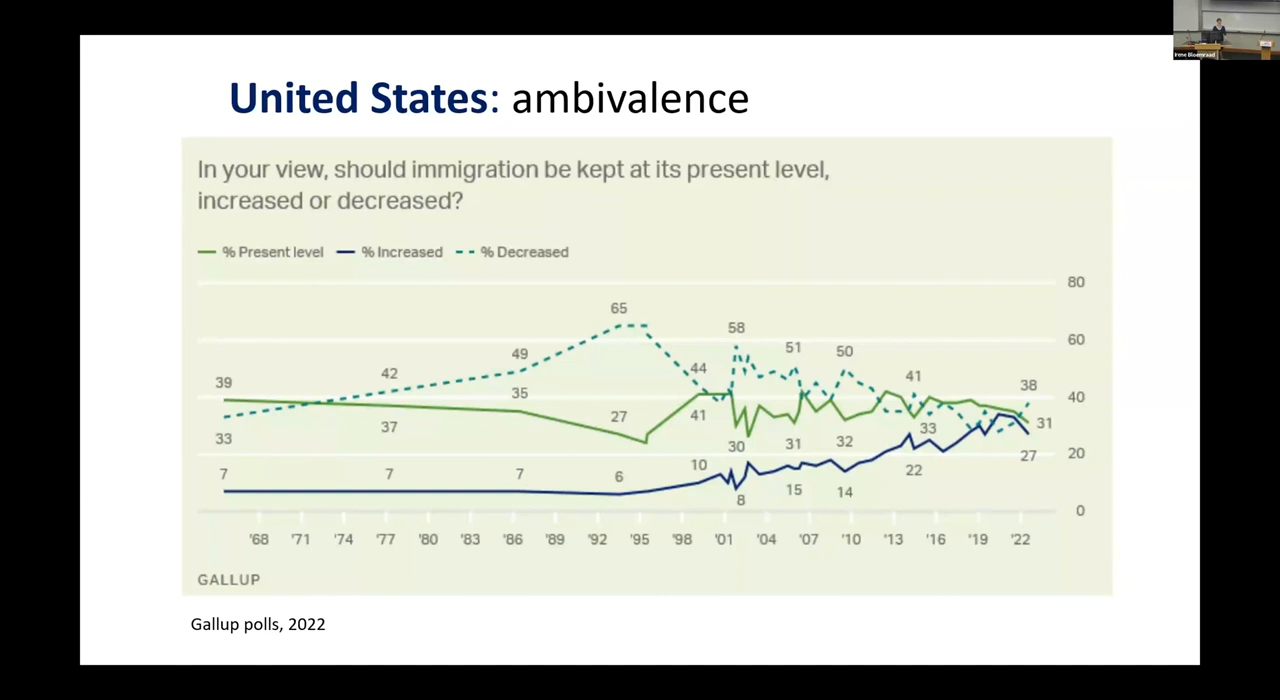 Irene Bloemraad
United States: ambivalence
In your view, should immigration be kept at its present level,
increased or decreased?
% Present level % Increased % Decreased
80
60
40
20
0
39 42 49 65 44 58 51 50 41 38
33 37 35 27 41 30 31 32 33 31
7 7 7 6 10 8 15 14 22 27
'68 '71 '74 '77 '80 '83 '86 '89 '92 '95 '98 '01 '04 '07 '10 '13 '16 '19 '22
GALLUP
Gallup polls, 2022